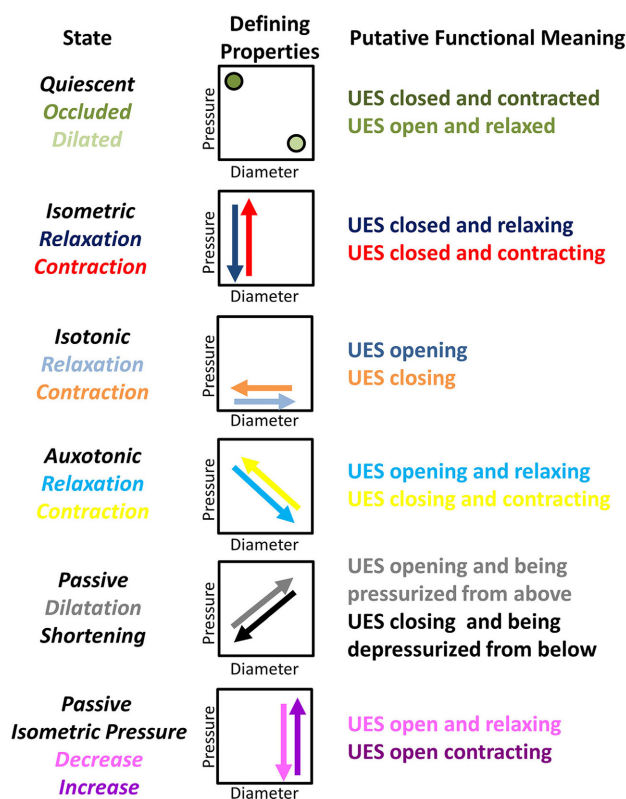 State
Defining
Properties
Putative Functional Meaning
Quiescent
Occluded
Dilated
Pressure
Diameter
UES closed and contracted
UES open and relaxed
Isometric
Relaxation
Contraction
Pressure
Diameter
UES closed and relaxing
UES closed and contracting
Isotonic
Relaxation
Contraction
Pressure
Diameter
UES opening
UES closing
Auxotonic
Relaxation
Contraction
Pressure
Diameter
UES opening and relaxing
UES closing and contracting
Passive
Dilatation
Shortening
Pressure
Diameter
UES opening and being
pressurized from above
UES closing and being
depressurized from below
Passive
Isometric Pressure
Decrease
Increase
Pressure
Diameter
UES open and relaxing
UES open contracting